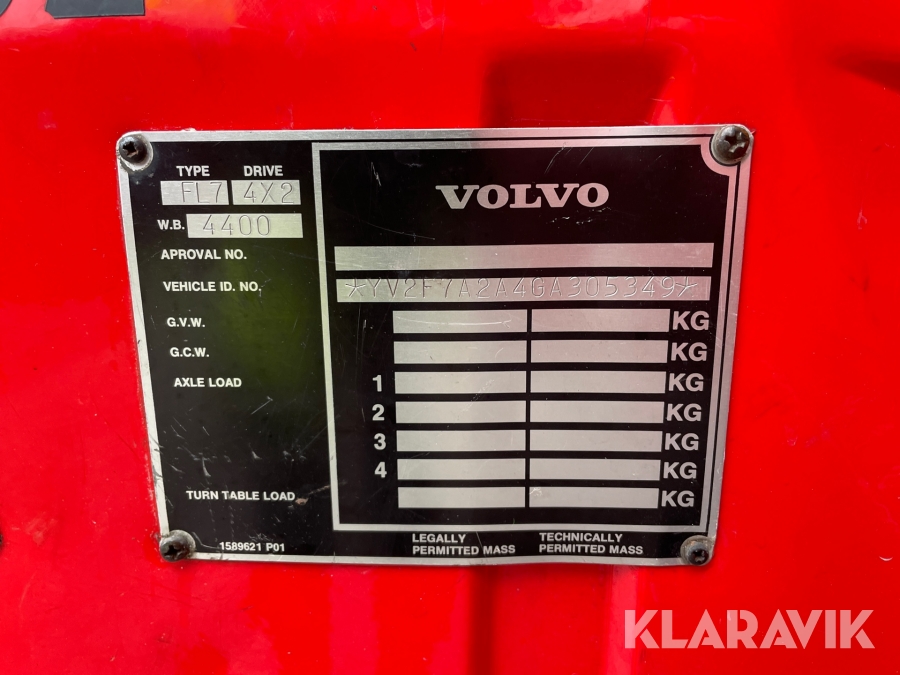 TYPE DRIVE
FL7 4X2
W.B. 4400
VOLVO
APROVAL NO.
VEHICLE ID. NO. *YV2F7A2A4GA305349*
G.V.W. KG
G.C.W. KG
AXLE LOAD 1 KG
2 KG
3 KG
4 KG
TURN TABLE LOAD KG
LEGALLY PERMITTED MASS
TECHNICALLY PERMITTED MASS
1589621 P01
KLARAVIK